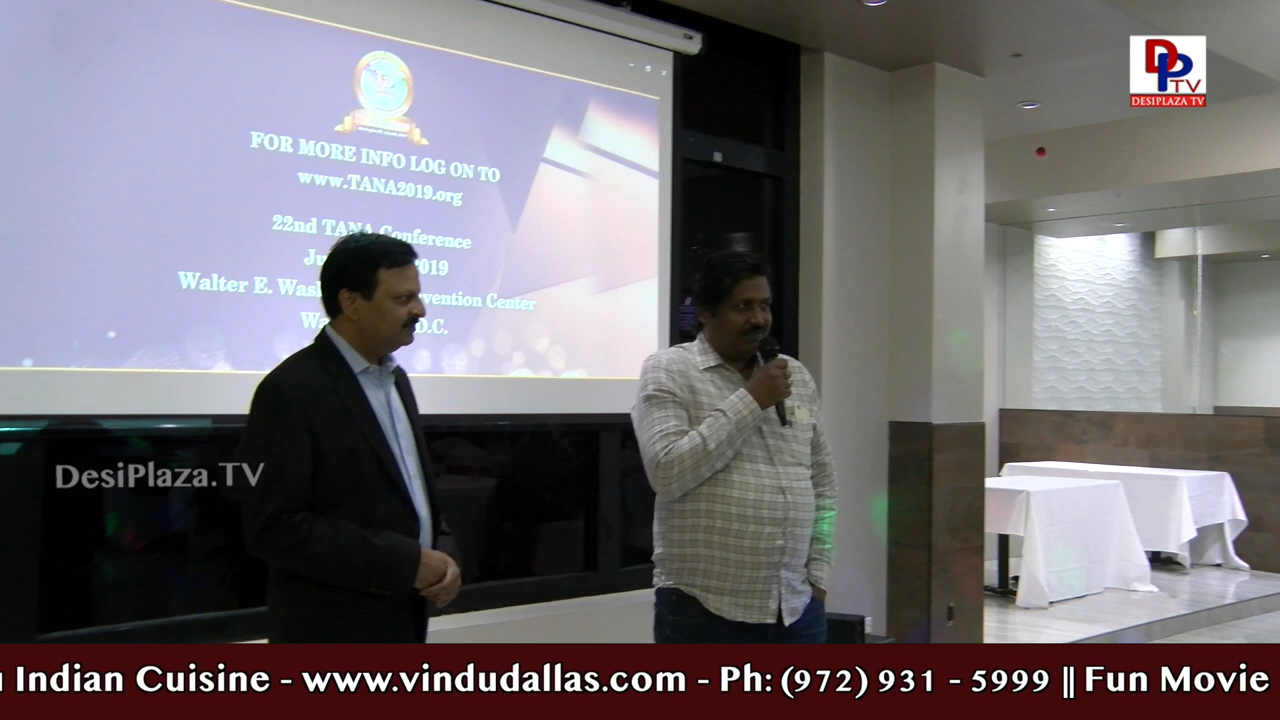 FOR MORE INFO LOG ON TO
www.TANA2019.org
22nd TANA Conference
2019
Walter E.
Center
D.C.
DPTV
DESIPLAZA TV
DesiPlaza.TV
Indian Cuisine - www.vindudallas.com - Ph: (972) 931 - 5999 || Fun Movie